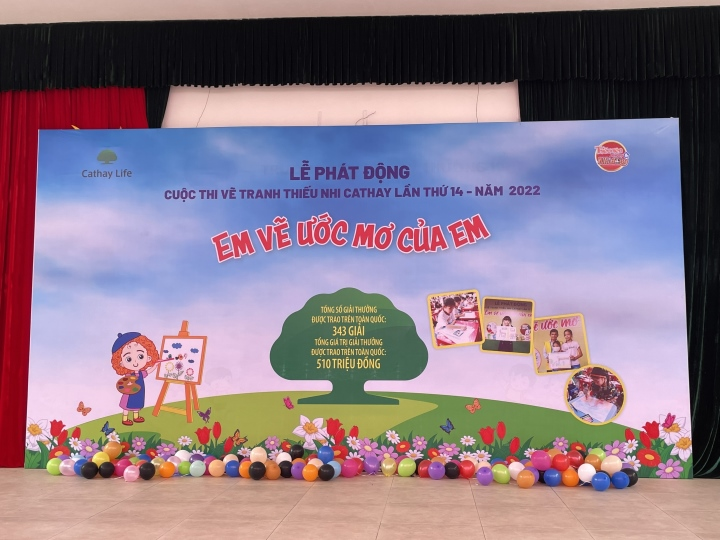 Cathay Life
LỄ PHÁT ĐỘNG
CUỘC THI VẼ TRANH THIẾU NHI CATHAY LẦN THỨ 14 - NĂM 2022
EM VẼ ƯỚC MƠ CỦA EM
TỔNG SỐ GIẢI THƯỞNG
ĐƯỢC TRAO TRÊN TOÀN QUỐC:
343 GIẢI
TỔNG GIÁ TRỊ GIẢI THƯỞNG
ĐƯỢC TRAO TRÊN TOÀN QUỐC:
510 TRIỆU ĐỒNG